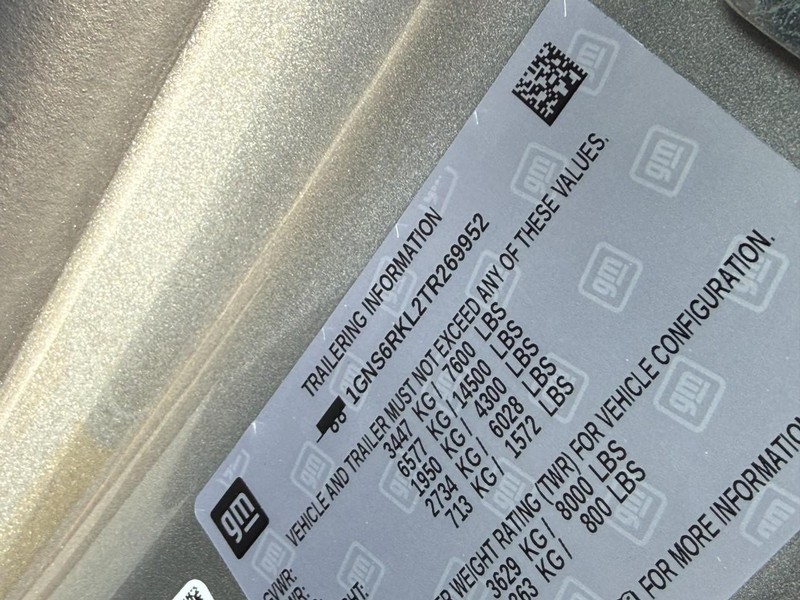 TRAILERING INFORMATION
1GNS6RKL2TR269952
VEHICLE AND TRAILER MUST NOT EXCEED ANY OF THESE VALUES.
GVWR: 3447 KG / 7600 LBS
6577 KG / 14500 LBS
1950 KG / 4300 LBS
2734 KG / 6028 LBS
713 KG / 1572 LBS
WEIGHT RATING (TWR) FOR VEHICLE CONFIGURATION.
3629 KG / 8000 LBS
KG / 800 LBS
FOR MORE
gm